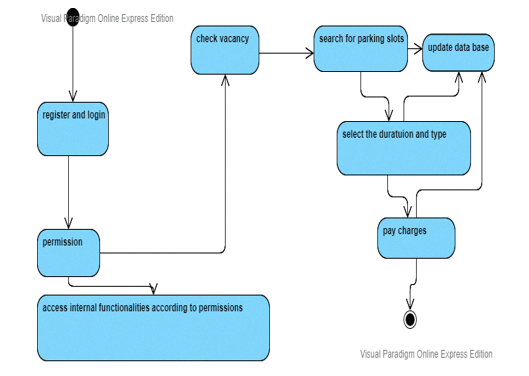 Visual Paradigm Online Express Edition
check vacancy
search for parking slots
update data base
register and login
select the duratuion and type
permission
pay charges
access internal functionalities according to permissions
Visual Paradigm Online Express Edition